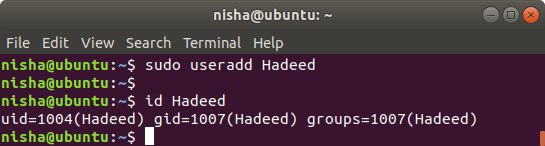 nisha@ubuntu: ~
File Edit View Search Terminal Help
nisha@ubuntu:~$ sudo useradd Hadeed
nisha@ubuntu:~$
nisha@ubuntu:~$ id Hadeed
uid=1004(Hadeed) gid=1007(Hadeed) groups=1007(Hadeed)
nisha@ubuntu:~$